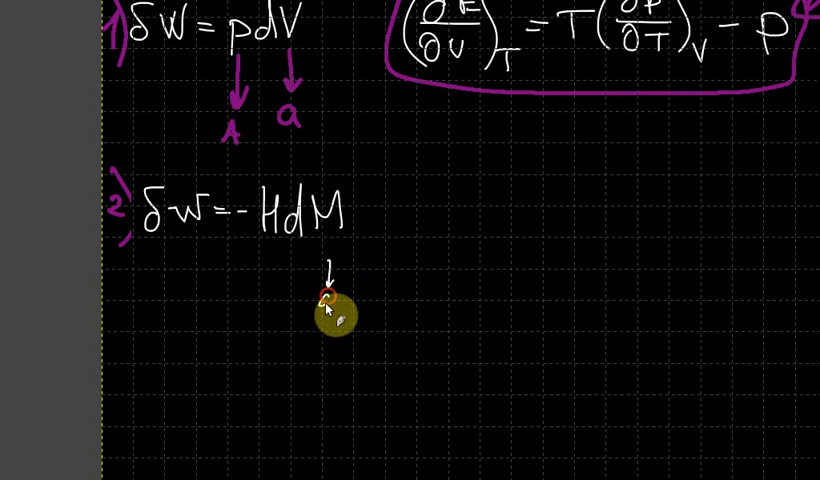 1) δW = pdV
(∂E/∂V)_T = T(∂P/∂T)_V − P
A a
2) δW = - HdM